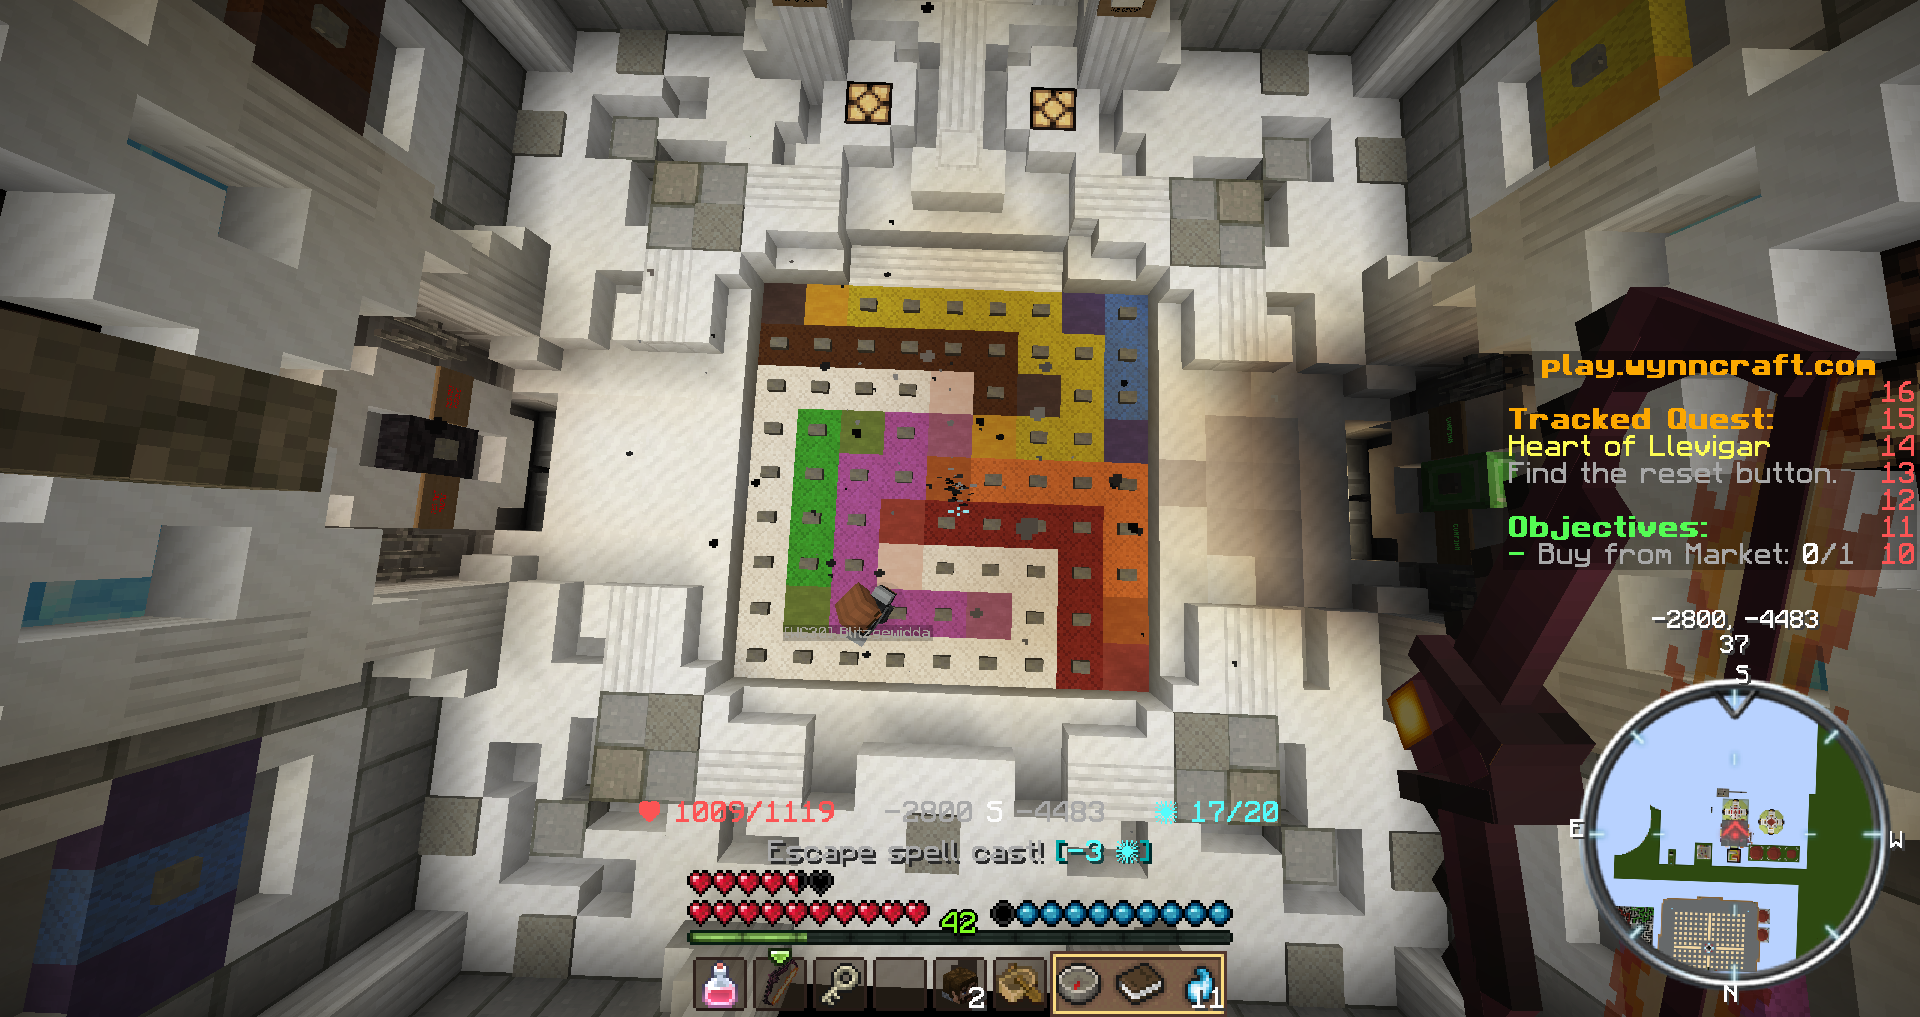 play.wynncraft.com
16
Tracked Quest:
15
Heart of Llevigar
14
Find the reset button.
13
12
Objectives:
11
- Buy from Market: 0/1
10
-2800, -4483
37
S
E
W
N
[VC30] Blitzgewidda
1009/1119
-2800 S -4483
17/20
Escape spell cast! [-3 ]
42
2
11